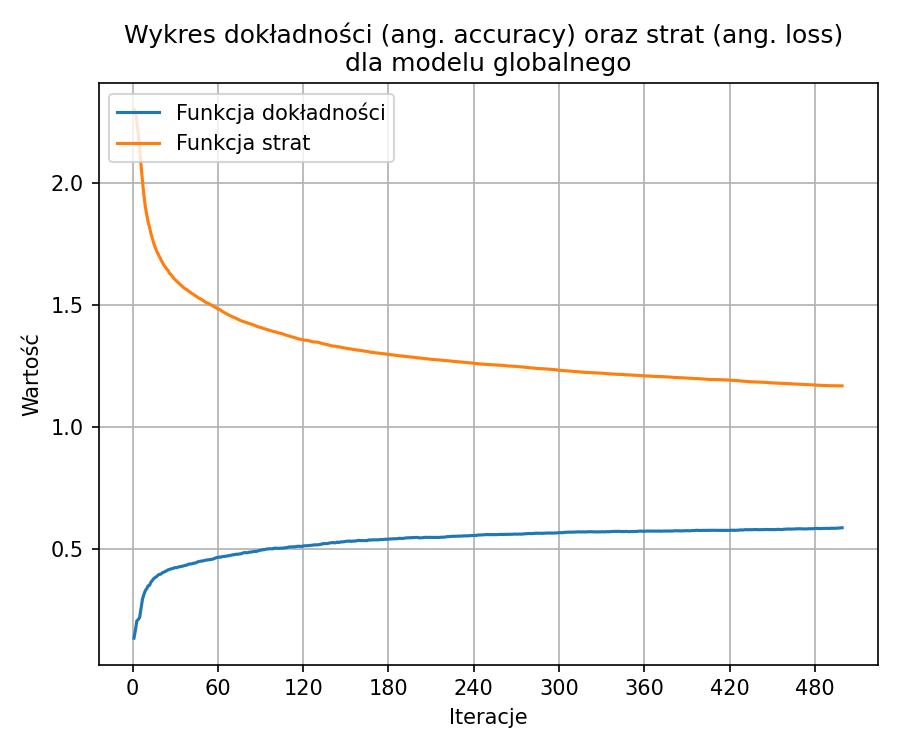 Wykres dokładności (ang. accuracy) oraz strat (ang. loss)
dla modelu globalnego
Funkcja dokładności
Funkcja strat
2.0
1.5
1.0
0.5
Wartość
0 60 120 180 240 300 360 420 480
Iteracje